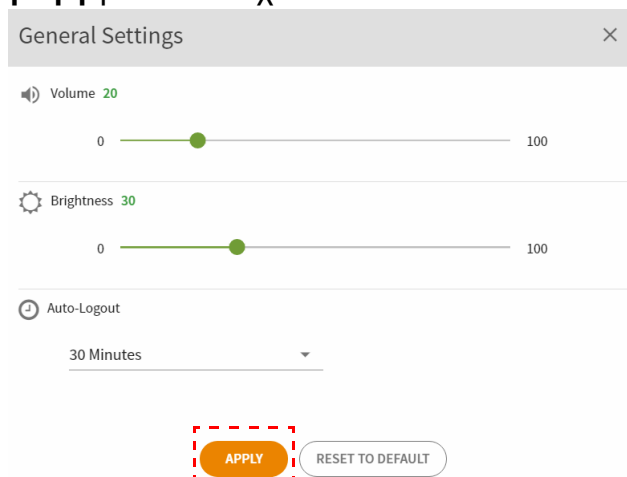 General Settings
Volume 20
0 100
Brightness 30
0 100
Auto-Logout
30 Minutes
APPLY RESET TO DEFAULT